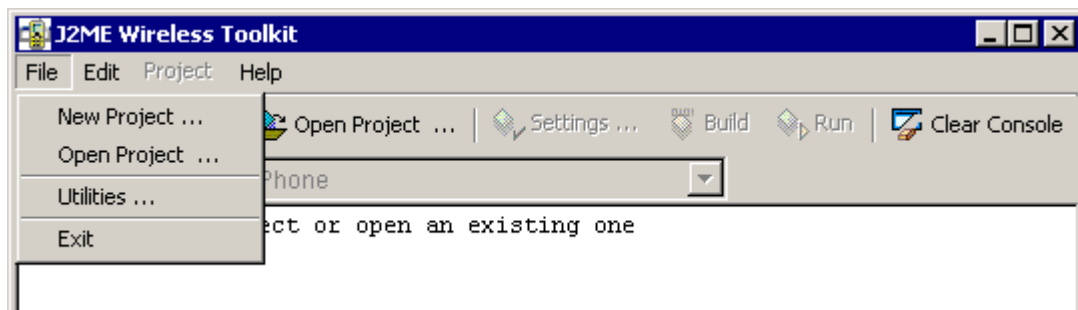 J2ME Wireless Toolkit
File Edit Project Help
New Project ...
Open Project ...
Utilities ...
Exit
Open Project ... Settings ... Build Run Clear Console
Phone
ect or open an existing one